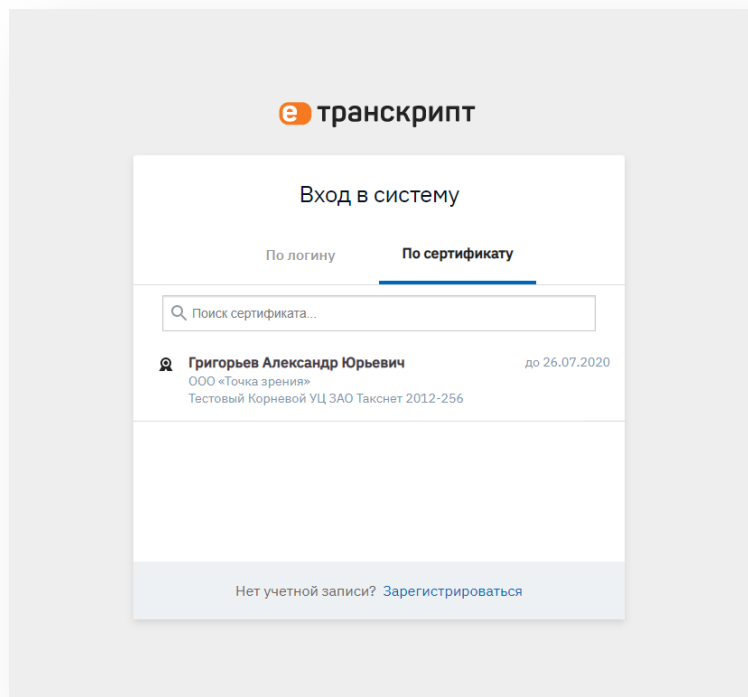 е транскрипт
Вход в систему
По логину
По сертификату
Поиск сертификата...
Григорьев Александр Юрьевич
до 26.07.2020
ООО «Точка зрения»
Тестовый Корневой УЦ ЗАО Такснет 2012-256
Нет учетной записи? Зарегистрироваться